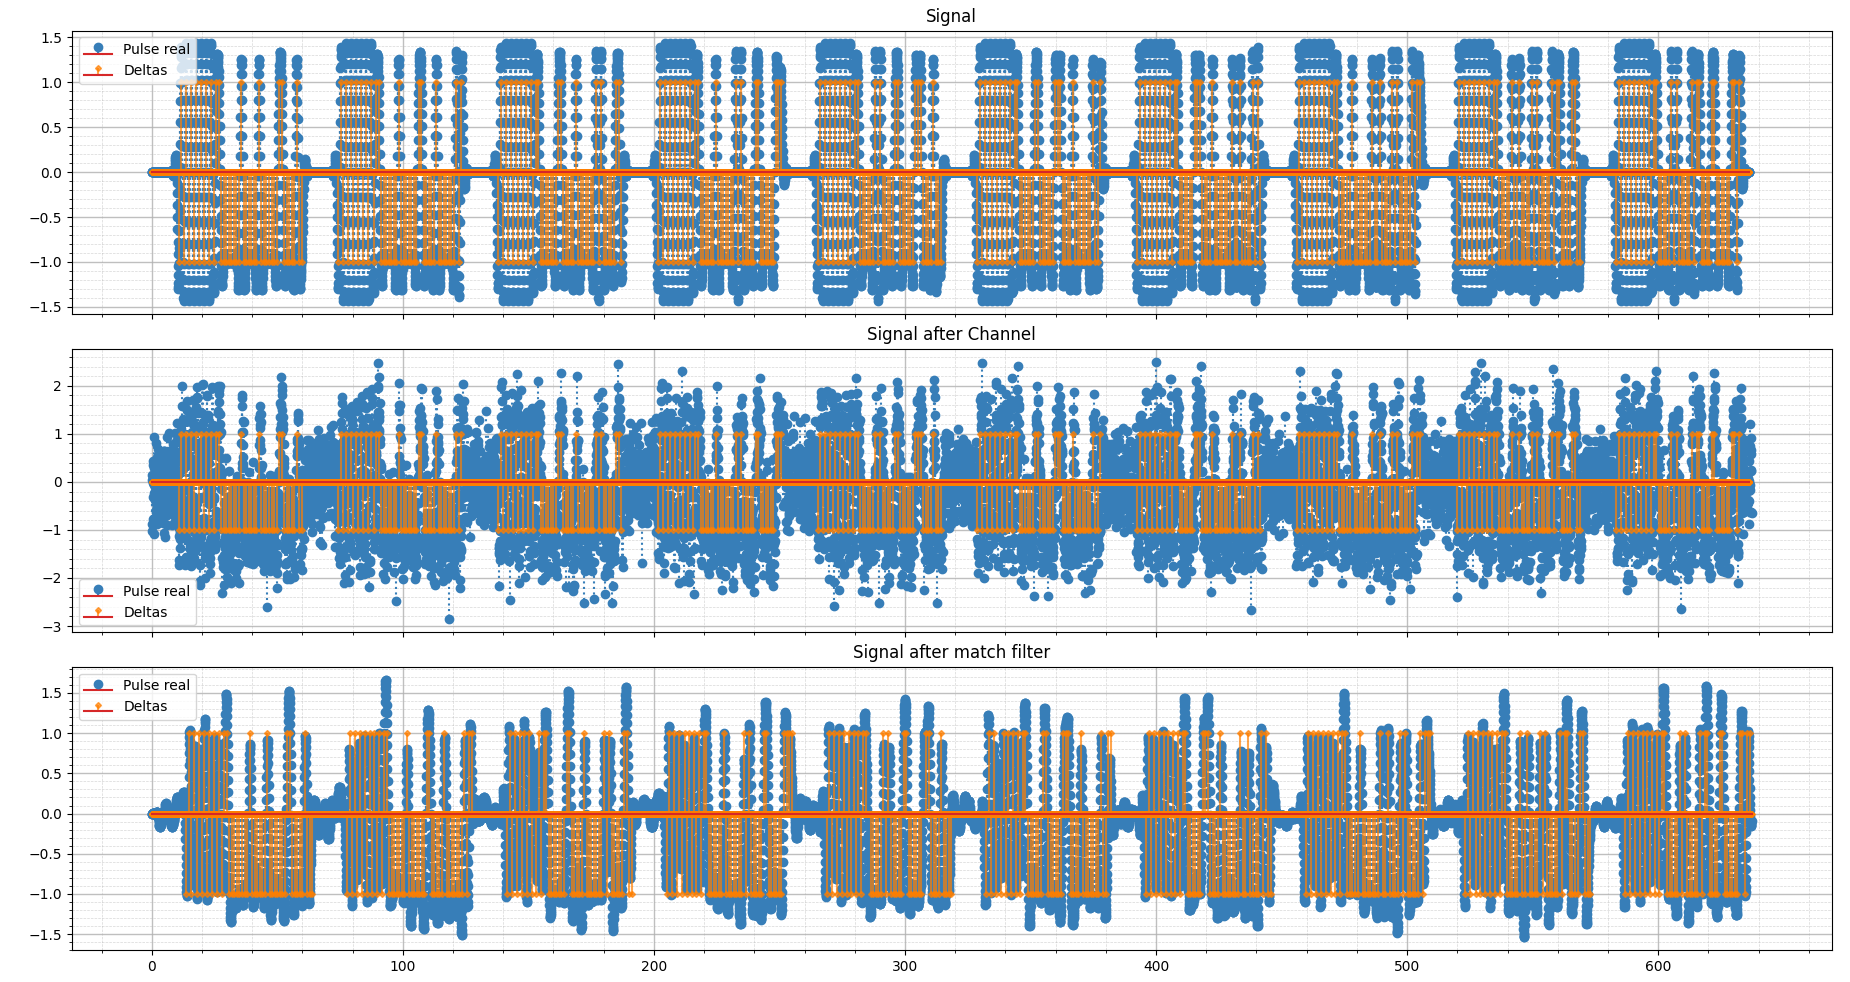 Signal
1.5
1.0
0.5
0.0
−0.5
−1.0
−1.5
Pulse real
Deltas
Signal after Channel
2
1
0
−1
−2
−3
Pulse real
Deltas
Signal after match filter
1.5
1.0
0.5
0.0
−0.5
−1.0
−1.5
Pulse real
Deltas
0 100 200 300 400 500 600